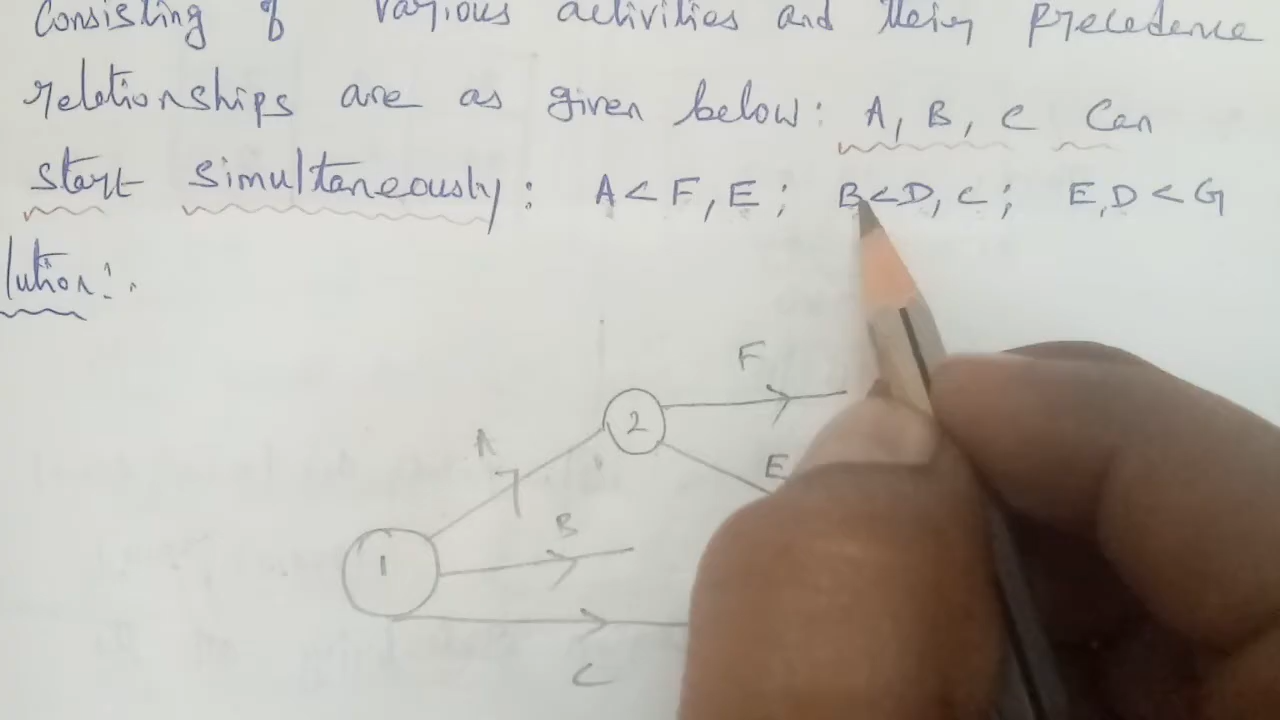 Consisting of various activities and their precedence
relationships are as given below: A, B, C Can
start simultaneously: A < F, E; B < D, C; E, D < G
lution:
F
2
A
E
B
1
C